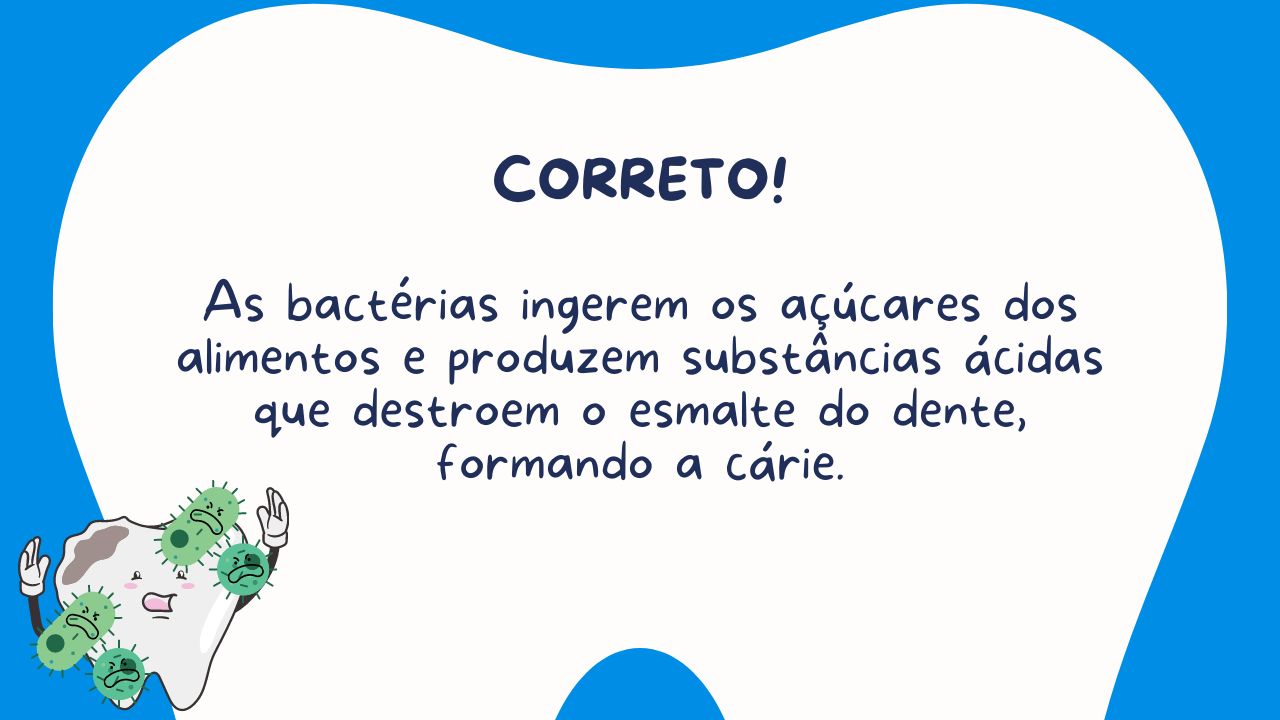 CORRETO!
As bactérias ingerem os açúcares dos
alimentos e produzem substâncias ácidas
que destroem o esmalte do dente,
formando a cárie.